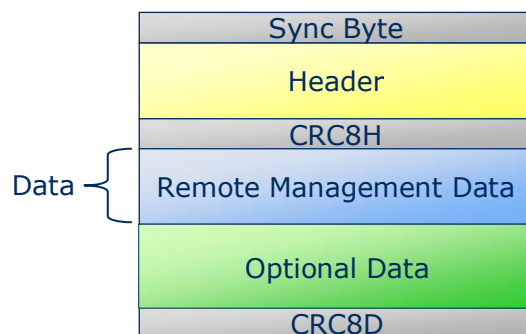 Sync Byte
Header
CRC8H
Data
Remote Management Data
Optional Data
CRC8D